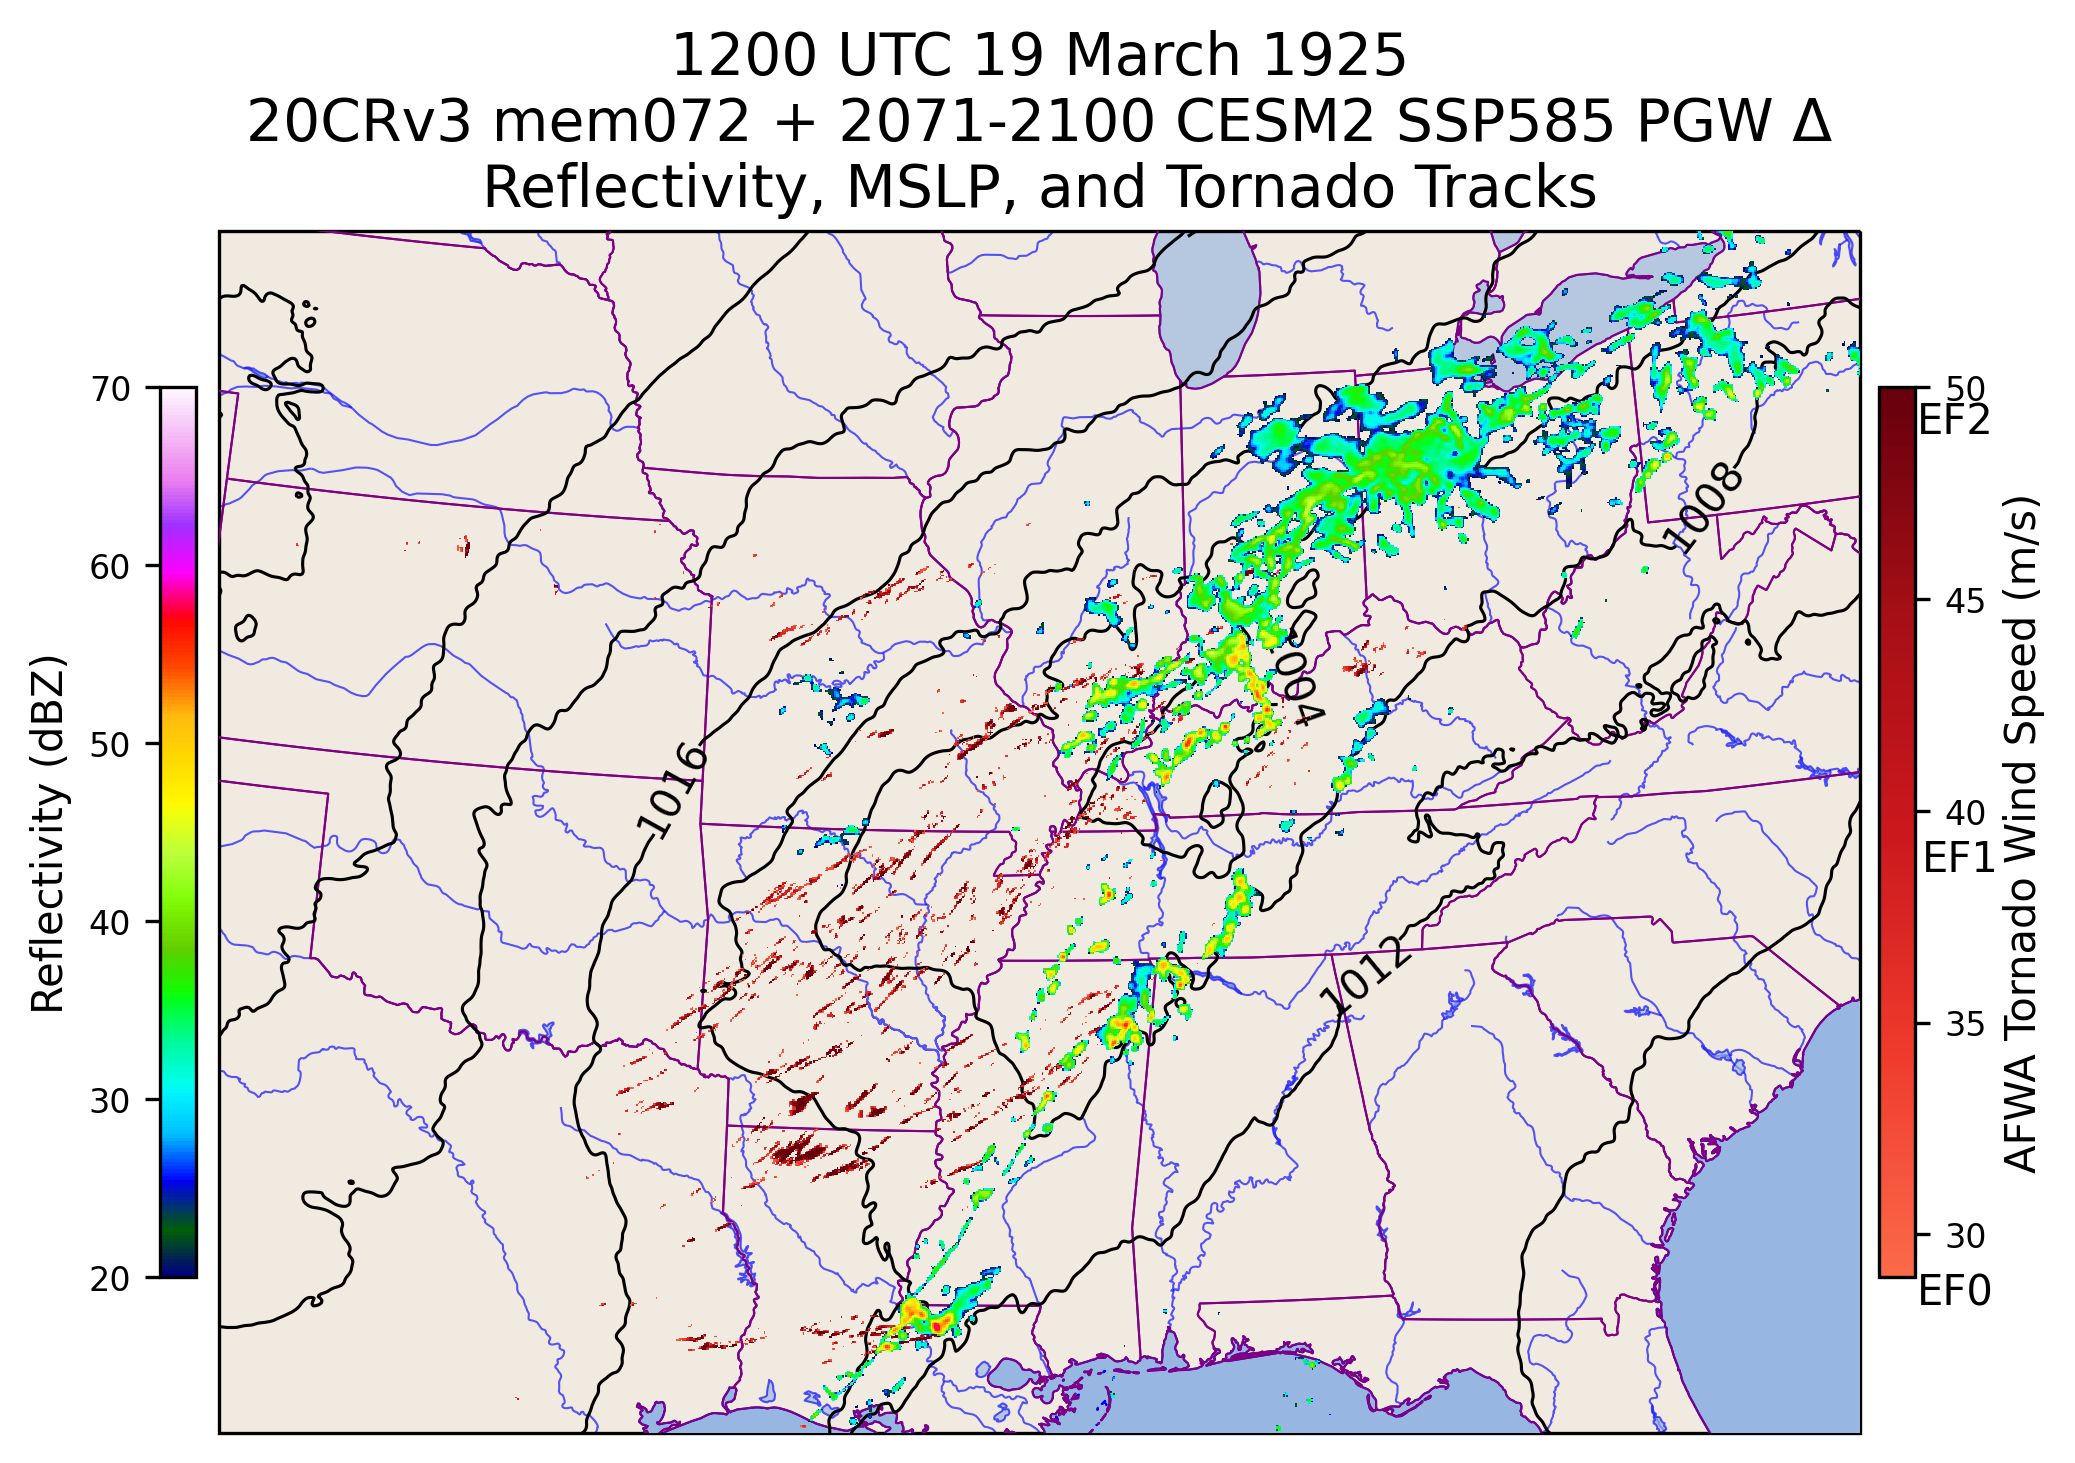 1200 UTC 19 March 1925
20CRv3 mem072 + 2071-2100 CESM2 SSP585 PGW Δ
Reflectivity, MSLP, and Tornado Tracks
Reflectivity (dBZ)
70
60
50
40
30
20
1008
1004
1016
1012
50
EF2
45
40
EF1
35
30
EF0
AFWA Tornado Wind Speed (m/s)